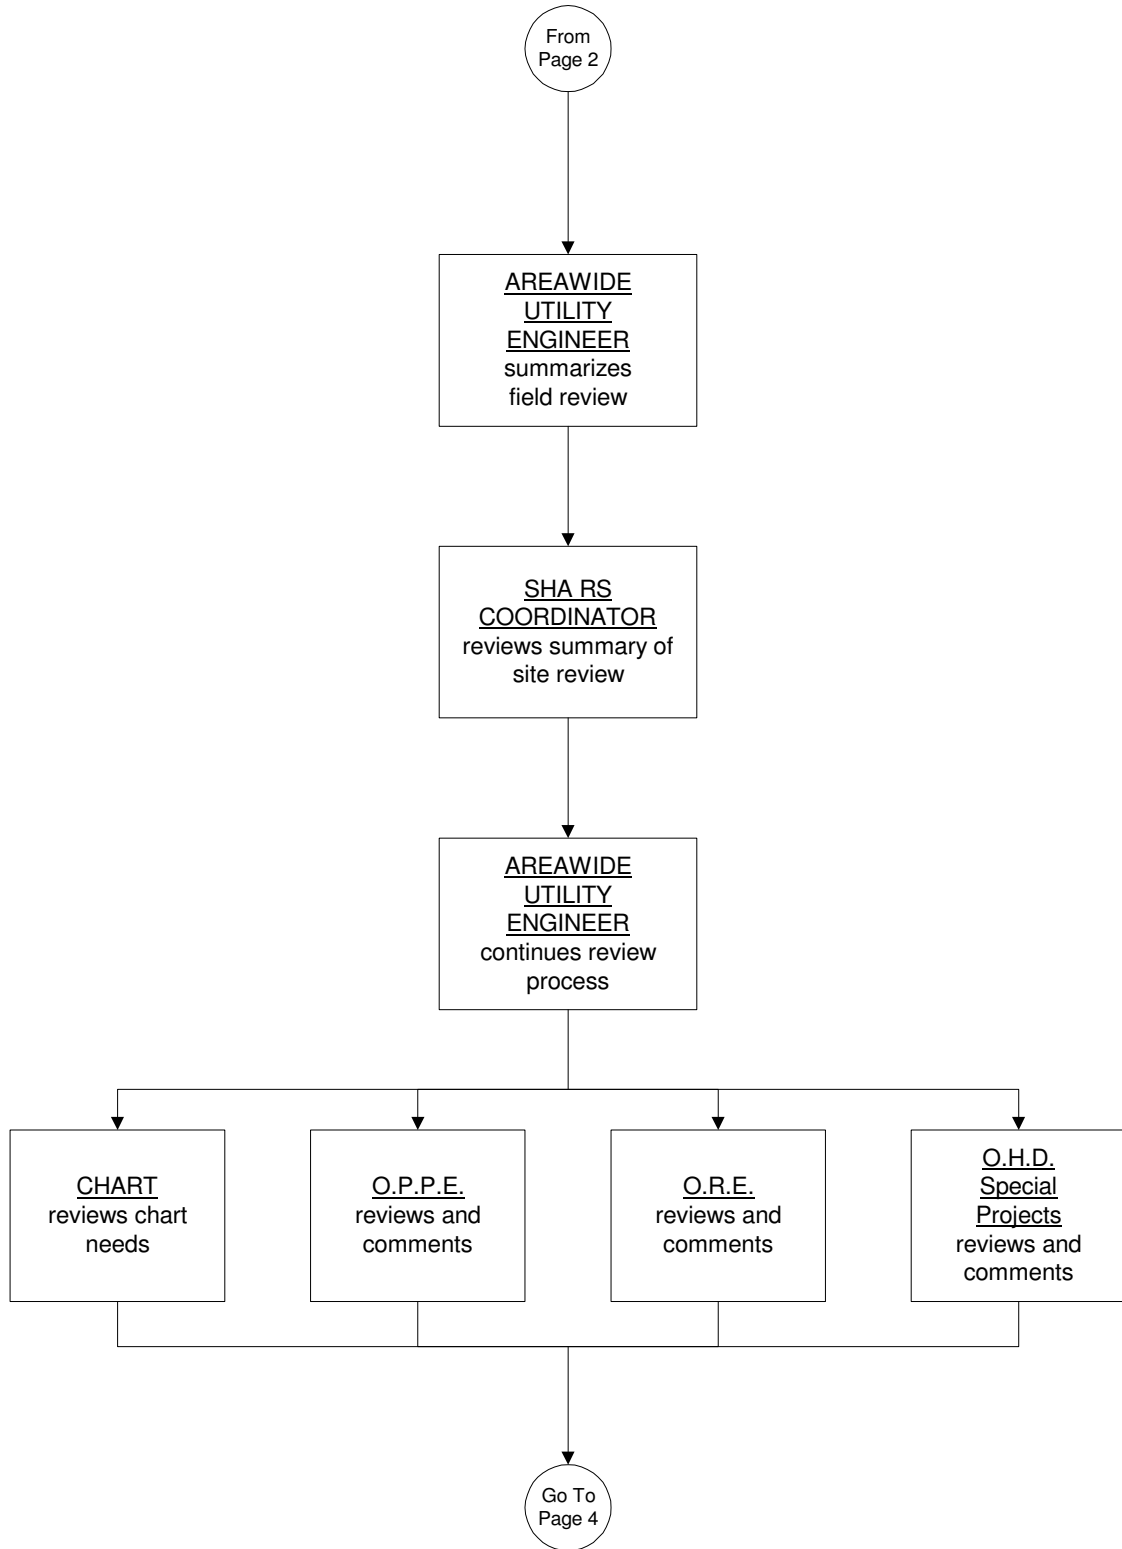 From
Page 2
AREAWIDE
UTILITY
ENGINEER
summarizes
field review
SHA RS
COORDINATOR
reviews summary of
site review
AREAWIDE
UTILITY
ENGINEER
continues review
process
CHART
reviews chart
needs
O.P.P.E.
reviews and
comments
O.R.E.
reviews and
comments
O.H.D.
Special
Projects
reviews and
comments
Go To
Page 4